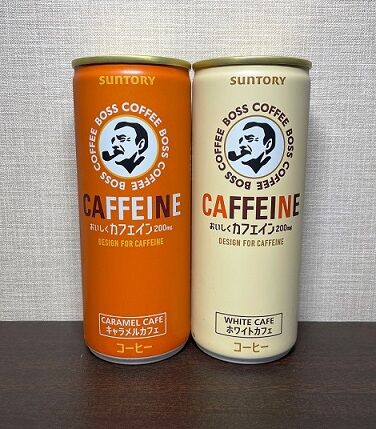 SUNTORY
BOSS COFFEE BOSS COFFEE BOSS COFFEE
CAFFEINE
おいしくカフェイン200mg
DESIGN FOR CAFFEINE
CARAMEL CAFE
キャラメルカフェ
コーヒー
SUNTORY
BOSS COFFEE BOSS COFFEE BOSS COFFEE
CAFFEINE
おいしくカフェイン200mg
DESIGN FOR CAFFEINE
WHITE CAFE
ホワイトカフェ
コーヒー